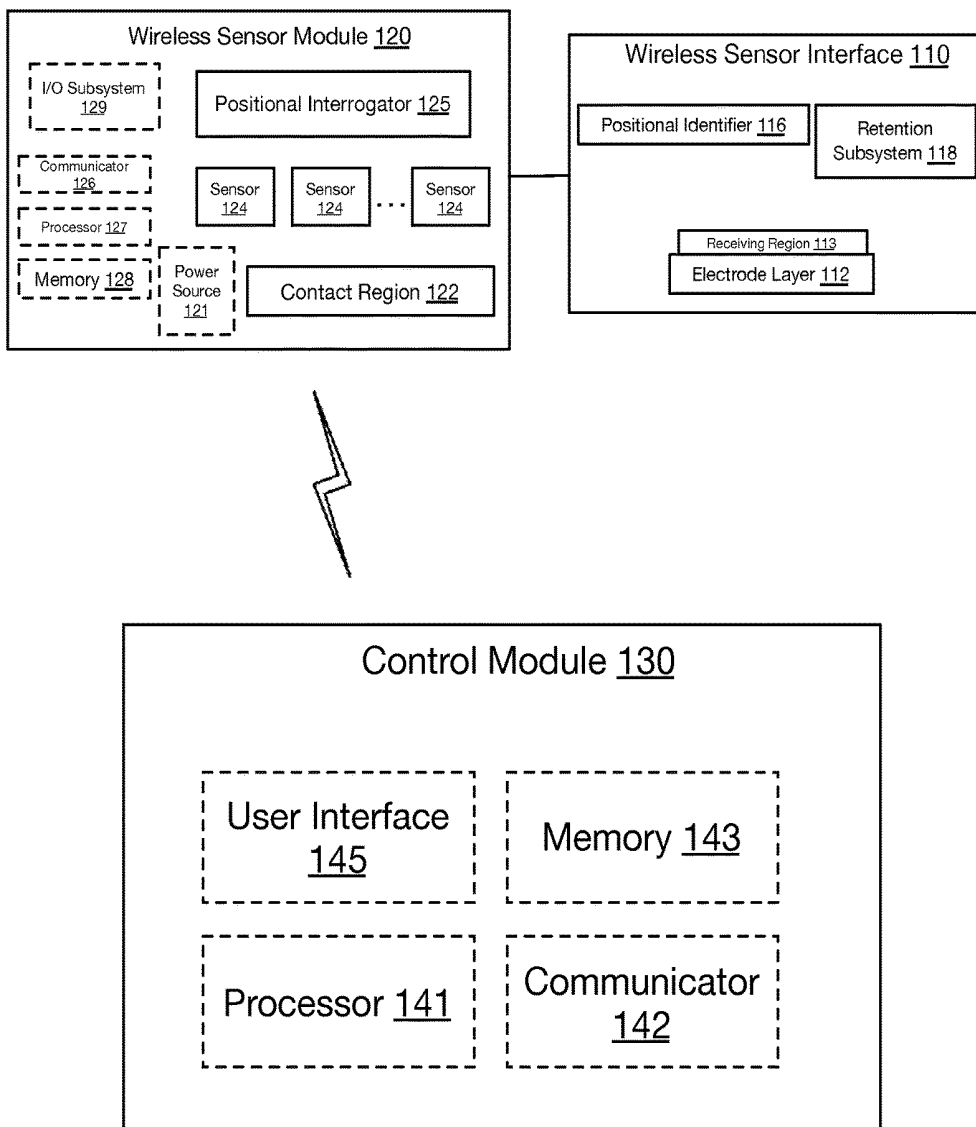 Wireless Sensor Module 120
I/O Subsystem
129
Positional Interrogator 125
Communicator
126
Sensor
124
Sensor
124
...
Sensor
124
Processor 127
Memory 128
Power
Source
121
Contact Region 122
Wireless Sensor Interface 110
Positional Identifier 116
Retention
Subsystem 118
Receiving Region 113
Electrode Layer 112
Control Module 130
User Interface
145
Memory 143
Processor 141
Communicator
142